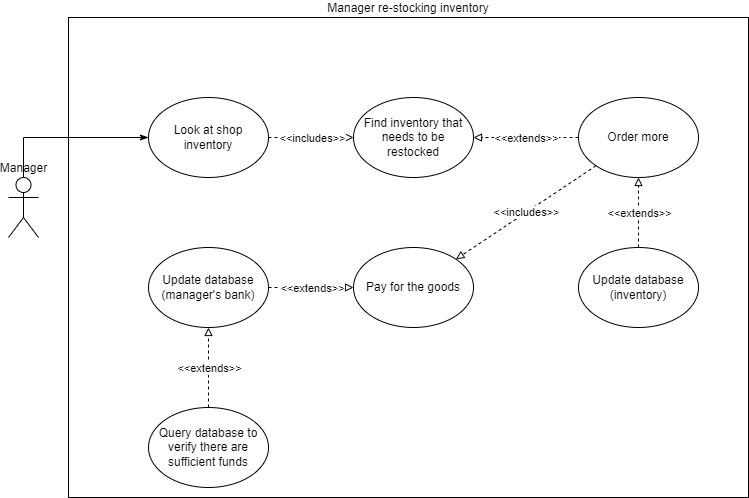 Manager re-stocking inventory
Look at shop
inventory
<<includes>>
Find inventory that
needs to be
restocked
<<extends>>
Order more
Manager
<<includes>>
<<extends>>
Update database
(manager's bank)
<<extends>>
Pay for the goods
Update database
(inventory)
<<extends>>
Query database to
verify there are
sufficient funds